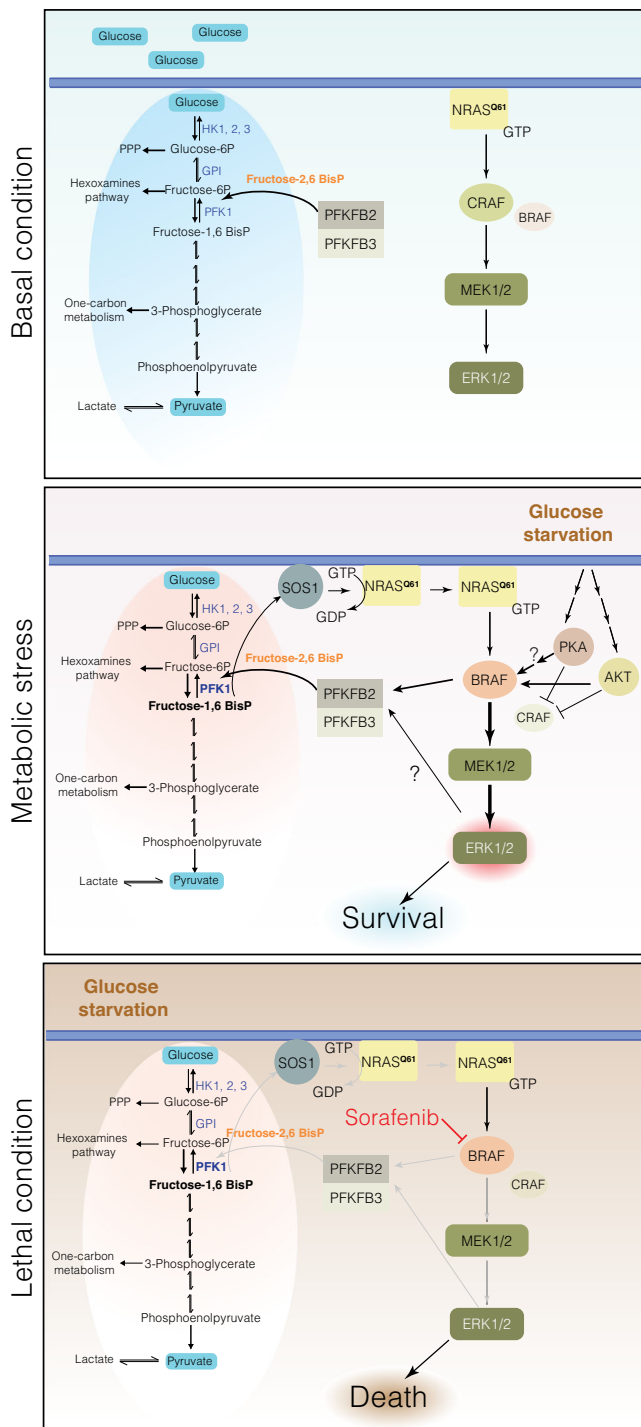 Basal condition
Glucose
Glucose
Glucose
Glucose
HK1, 2, 3
PPP
Glucose-6P
GPI
Hexoxamines
pathway
Fructose-6P
Fructose-2,6 BisP
PFK1
Fructose-1,6 BisP
PFKFB2
PFKFB3
One-carbon
metabolism
3-Phosphoglycerate
Phosphoenolpyruvate
Lactate
Pyruvate
NRASQ61
GTP
CRAF
BRAF
MEK1/2
ERK1/2
Metabolic stress
Glucose
starvation
Glucose
HK1, 2, 3
PPP
Glucose-6P
GPI
Hexoxamines
pathway
Fructose-6P
Fructose-2,6 BisP
PFK1
Fructose-1,6 BisP
PFKFB2
PFKFB3
One-carbon
metabolism
3-Phosphoglycerate
Phosphoenolpyruvate
Lactate
Pyruvate
SOS1
GTP
GDP
NRASQ61
NRASQ61
GTP
?
PKA
BRAF
AKT
CRAF
MEK1/2
?
ERK1/2
Survival
Lethal condition
Glucose
starvation
Glucose
HK1, 2, 3
PPP
Glucose-6P
GPI
Hexoxamines
pathway
Fructose-6P
Fructose-2,6 BisP
PFK1
Fructose-1,6 BisP
PFKFB2
PFKFB3
One-carbon
metabolism
3-Phosphoglycerate
Phosphoenolpyruvate
Lactate
Pyruvate
SOS1
GTP
GDP
NRASQ61
NRASQ61
GTP
Sorafenib
BRAF
CRAF
MEK1/2
ERK1/2
Death